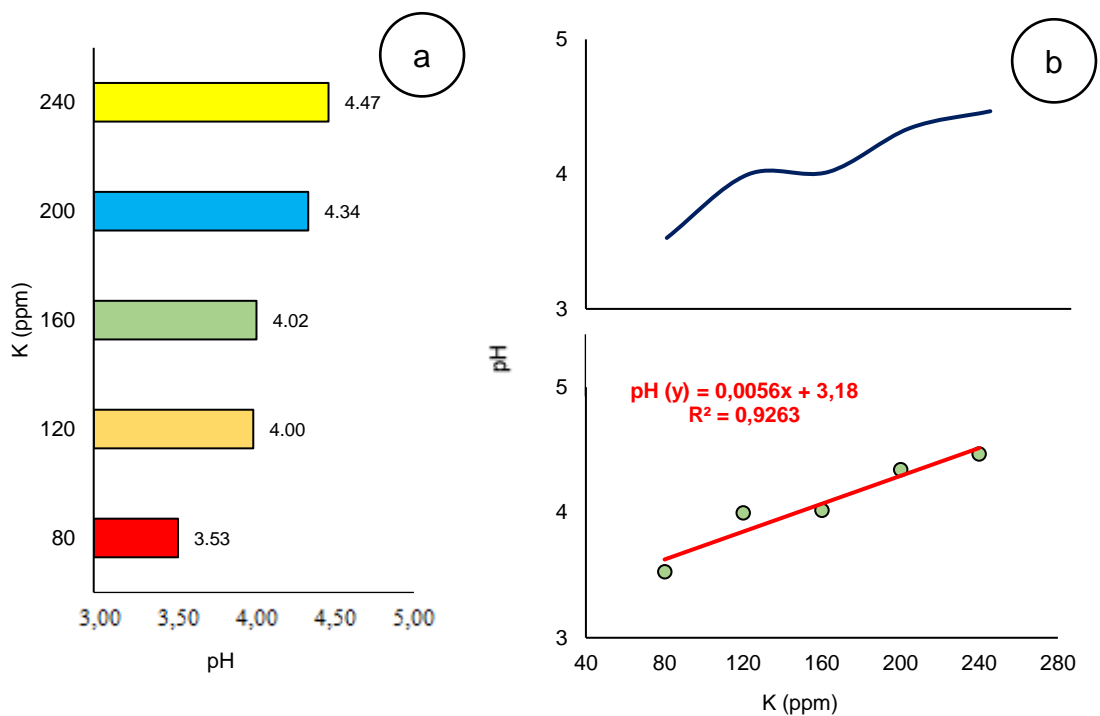 a
240
4.47
200
4.34
K (ppm)
160
4.02
120
4.00
80
3.53
3,00 3,50 4,00 4,50 5,00
pH
b
5
4
3
pH
5
pH (y) = 0,0056x + 3,18
R² = 0,9263
4
3
40 80 120 160 200 240 280
K (ppm)